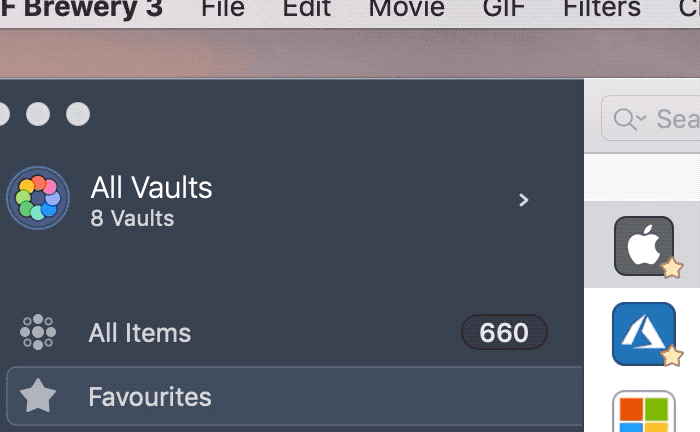 F Brewery 3 File Edit Movie GIF Filters
Sea
All Vaults
8 Vaults
All Items 660
Favourites